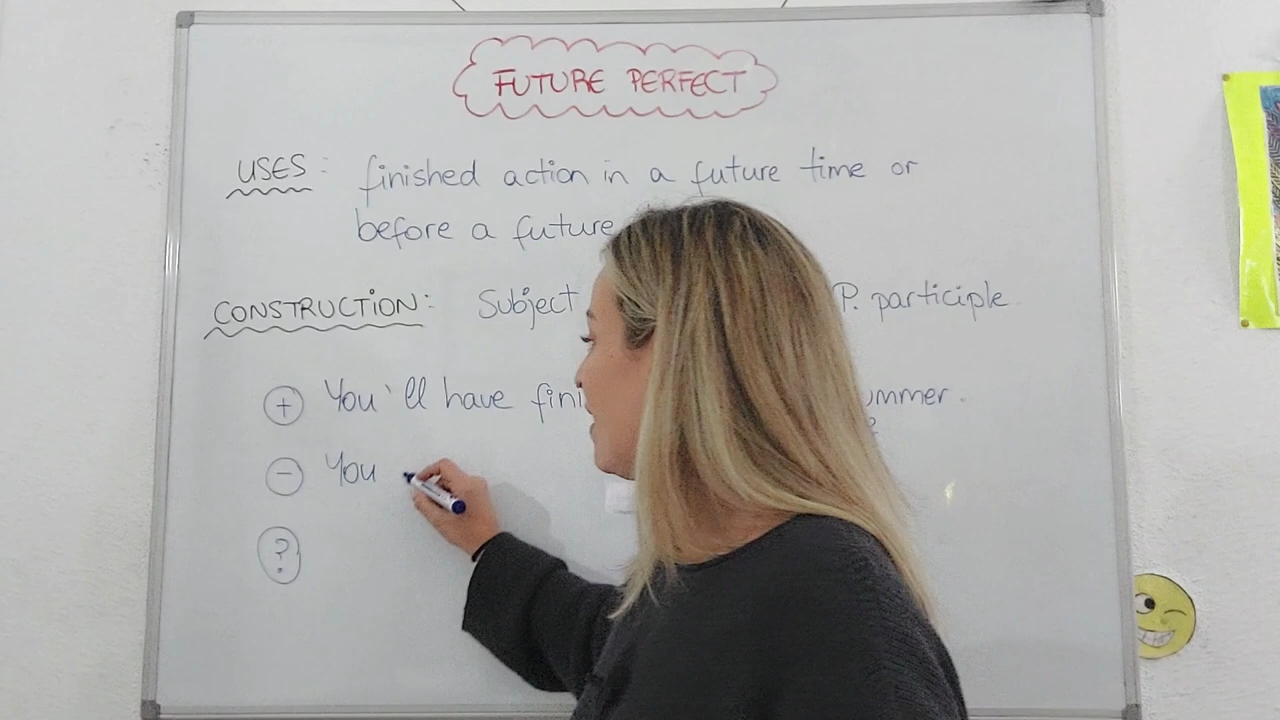 FUTURE PERFECT
USES: finished action in a future time or
before a future
CONSTRUCTION: Subject P. participle
+ You'll have ummer.
- You
?